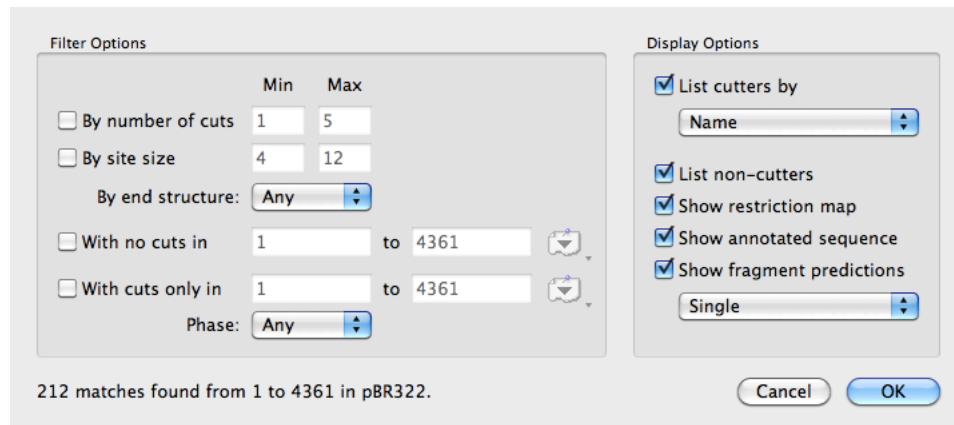 Filter Options
Min Max
By number of cuts 1 5
By site size 4 12
By end structure: Any
With no cuts in 1 to 4361
With cuts only in 1 to 4361
Phase: Any
Display Options
List cutters by
Name
List non-cutters
Show restriction map
Show annotated sequence
Show fragment predictions
Single
212 matches found from 1 to 4361 in pBR322.
Cancel OK